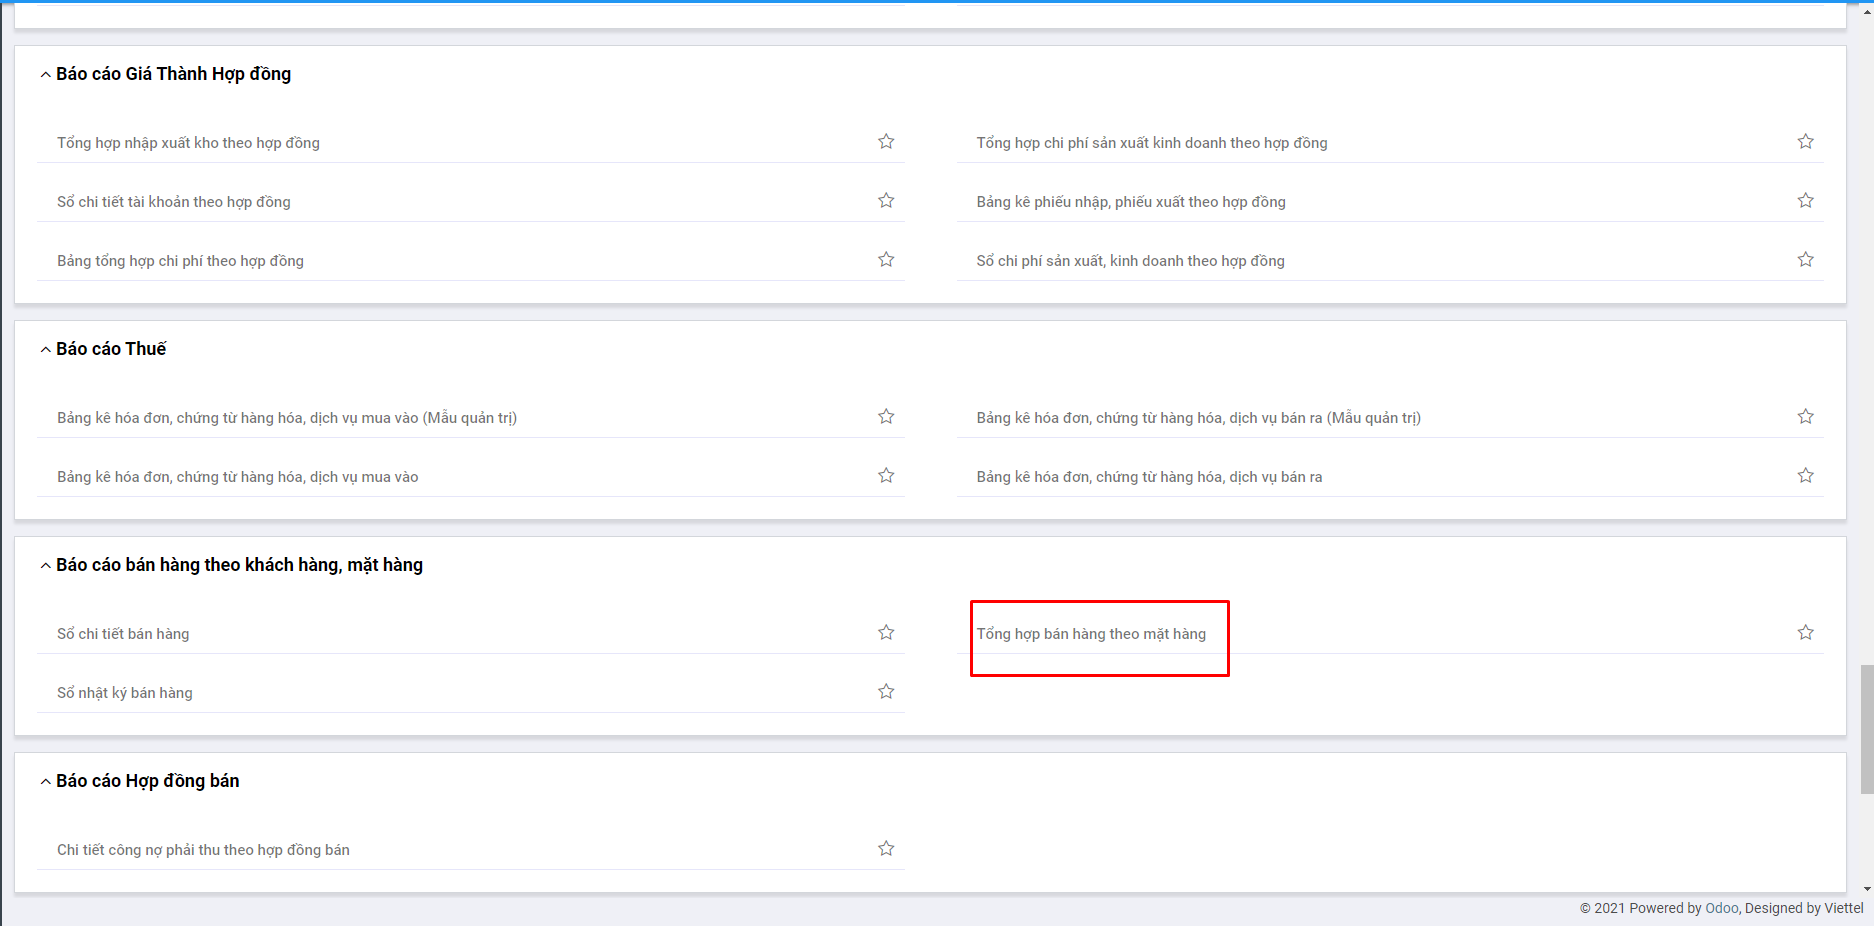 Báo cáo Giá Thành Hợp đồng
Tổng hợp nhập xuất kho theo hợp đồng
Tổng hợp chi phí sản xuất kinh doanh theo hợp đồng
Sổ chi tiết tài khoản theo hợp đồng
Bảng kê phiếu nhập, phiếu xuất theo hợp đồng
Bảng tổng hợp chi phí theo hợp đồng
Sổ chi phí sản xuất, kinh doanh theo hợp đồng
Báo cáo Thuế
Bảng kê hóa đơn, chứng từ hàng hóa, dịch vụ mua vào (Mẫu quản trị)
Bảng kê hóa đơn, chứng từ hàng hóa, dịch vụ bán ra (Mẫu quản trị)
Bảng kê hóa đơn, chứng từ hàng hóa, dịch vụ mua vào
Bảng kê hóa đơn, chứng từ hàng hóa, dịch vụ bán ra
Báo cáo bán hàng theo khách hàng, mặt hàng
Sổ chi tiết bán hàng
Tổng hợp bán hàng theo mặt hàng
Sổ nhật ký bán hàng
Báo cáo Hợp đồng bán
Chi tiết công nợ phải thu theo hợp đồng bán
© 2021 Powered by Odoo, Designed by Viettel